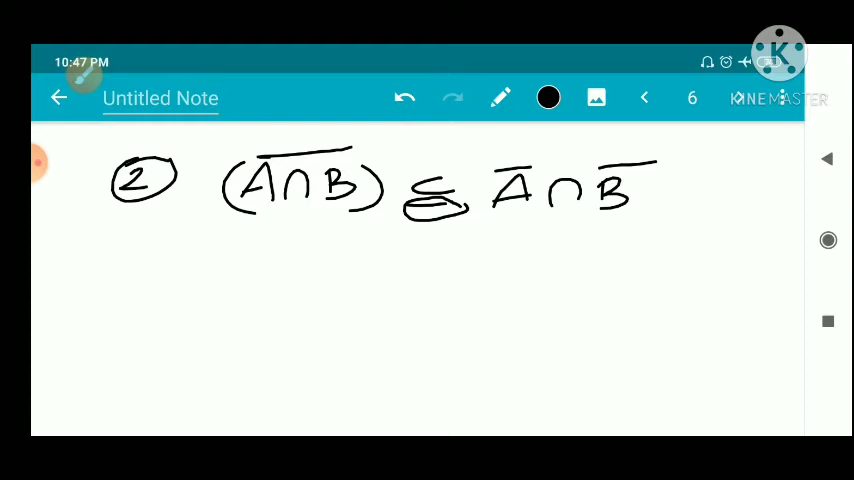 10:47 PM
K
Untitled Note
6
KINEMASTER
② (A̅∩̅B̅) ⊆ A̅ ∩ B̅